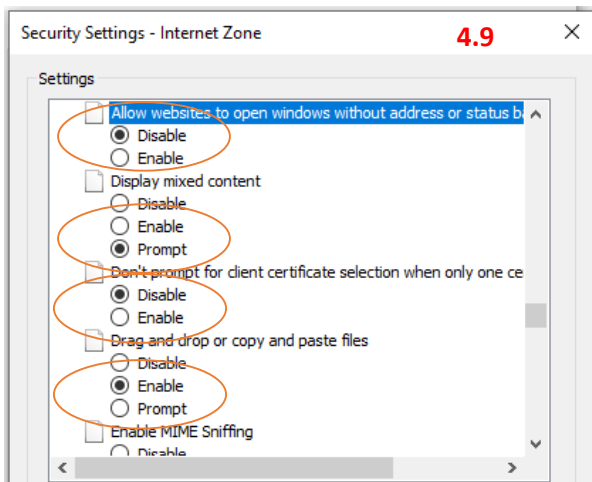 Security Settings - Internet Zone 4.9
Settings
Allow websites to open windows without address or status ba
Disable
Enable
Display mixed content
Disable
Enable
Prompt
Don't prompt for client certificate selection when only one ce
Disable
Enable
Drag and drop or copy and paste files
Disable
Enable
Prompt
Enable MIME Sniffing
Disable